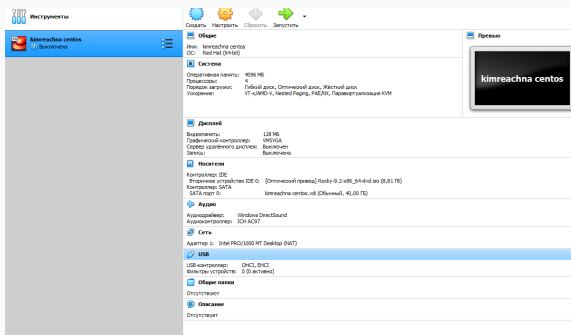 Инструменты
Создать Настроить Сбросить Запустить
kimreachna centos
Выключена
Общие
Имя: kimreachna centos
ОС: Red Hat (64-bit)
Превью
kimreachna centos
Система
Оперативная память: 4096 МБ
Процессоры: 4
Порядок загрузки: Гибкий диск, Оптический диск, Жёсткий диск
Ускорение: VT-x/AMD-V, Nested Paging, PAE/NX, Паравиртуализация KVM
Дисплей
Видеопамять: 128 МБ
Графический контроллер: VMSVGA
Сервер удалённого дисплея: Выключен
Запись: Выключена
Носители
Контроллер: IDE
Вторичное устройство IDE 0: [Оптический привод] Rocky-9.2-x86_64-dvd.iso (8,81 ГБ)
Контроллер: SATA
SATA порт 0: kimreachna centos.vdi (Обычный, 40,00 ГБ)
Аудио
Аудиодрайвер: Windows DirectSound
Аудиоконтроллер: ICH AC97
Сеть
Адаптер 1: Intel PRO/1000 MT Desktop (NAT)
USB
USB-контроллер: OHCI, EHCI
Фильтры устройств: 0 (0 активно)
Общие папки
Отсутствуют
Описание
Отсутствует